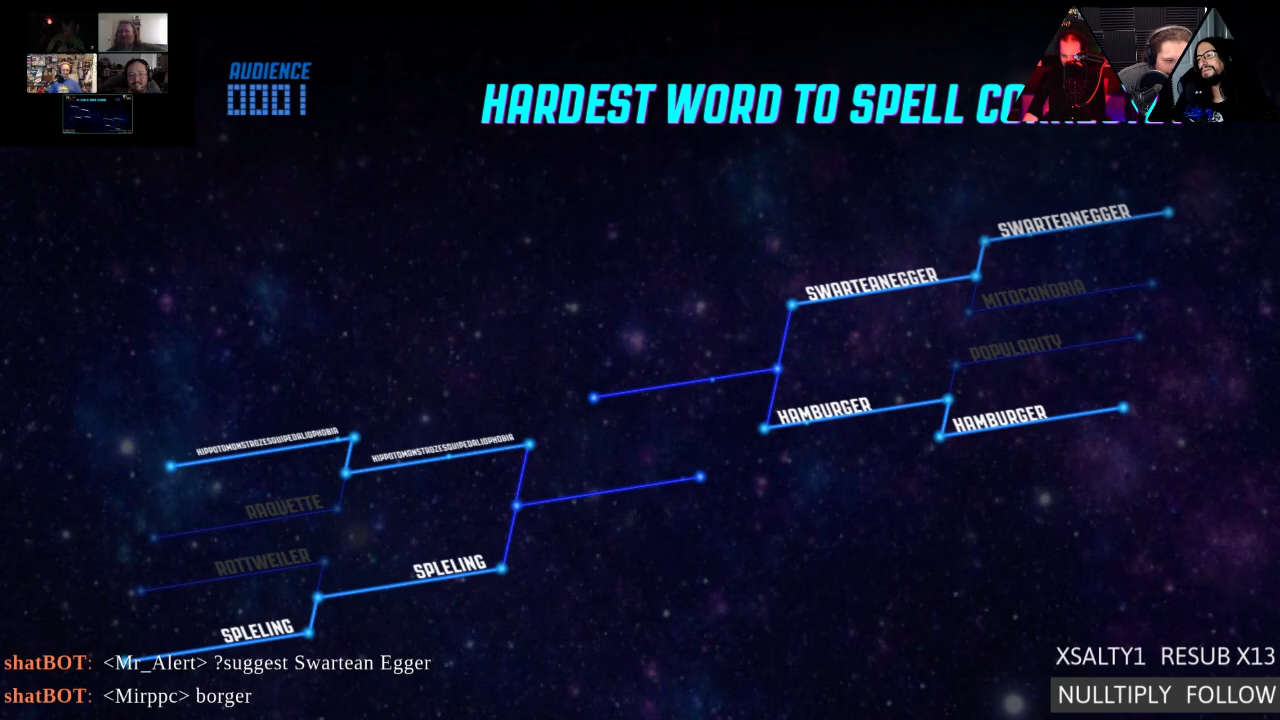 AUDIENCE
0001
HARDEST WORD TO SPELL
SWARTEANEGGER
SWARTEANEGGER
MITOCONDRIA
POPULARITY
HAMBURGER
HAMBURGER
HIPPOTOMONSTROZESQUIPEDALIOPHOBIA
HIPPOTOMONSTROZESQUIPEDALIOPHOBIA
RAQUETTE
ROTTWEILER
SPLELING
SPLELING
shatBOT: <Mr_Alert> ?suggest Swartean Egger
shatBOT: <Mirppc> borger
XSALTY1 RESUB X13
NULLTIPLY FOLLOW